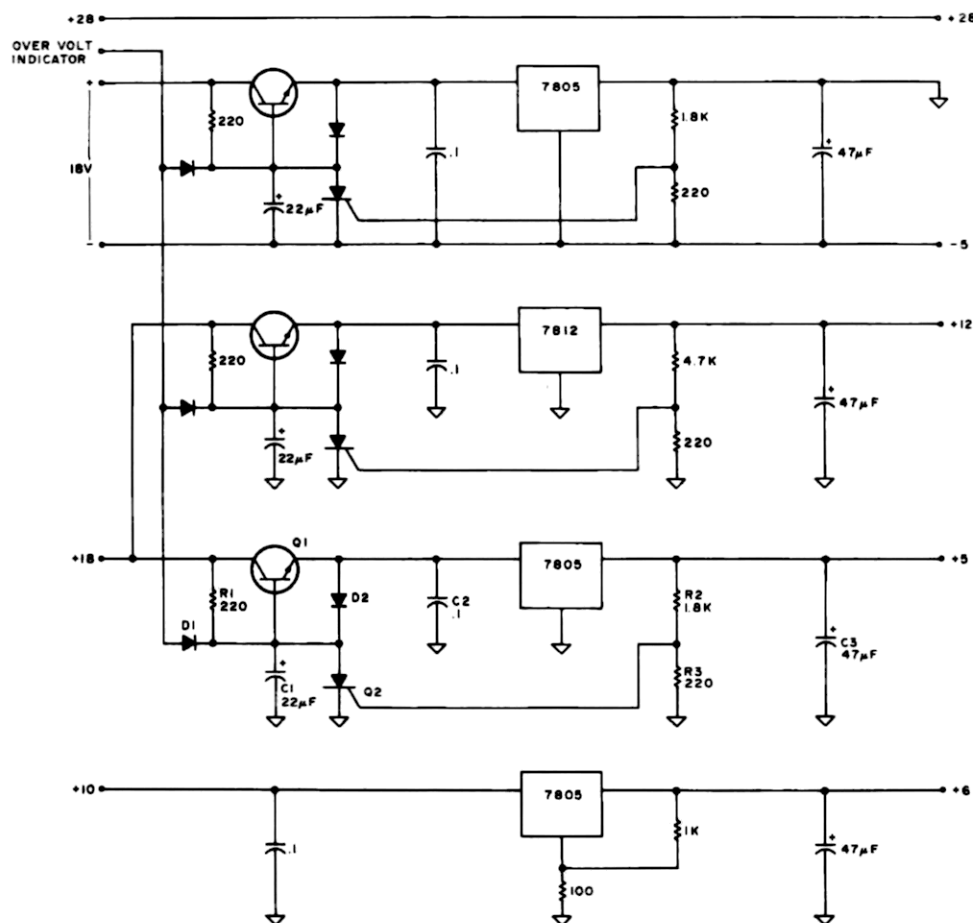 +28
+28
OVER VOLT
INDICATOR
+
7805
220
1.8K
.1
+
47µF
18V
+
22µF
220
-
-5
7812
+12
220
.1
4.7K
+
47µF
+
22µF
220
+18
Q1
7805
+5
R1
220
D2
C2
.1
R2
1.8K
D1
+
C3
47µF
+
C1
22µF
Q2
R3
220
+10
7805
+6
1K
.1
+
47µF
100